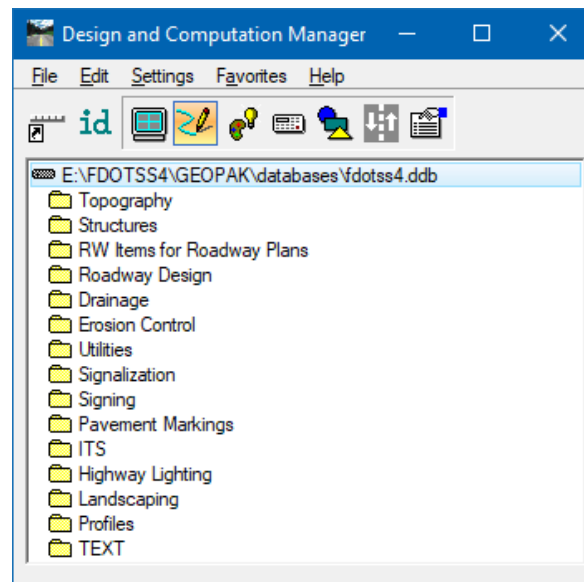 Design and Computation Manager
File Edit Settings Favorites Help
id
E:\FDOTSS4\GEOPAK\databases\fdotss4.ddb
Topography
Structures
RW Items for Roadway Plans
Roadway Design
Drainage
Erosion Control
Utilities
Signalization
Signing
Pavement Markings
ITS
Highway Lighting
Landscaping
Profiles
TEXT